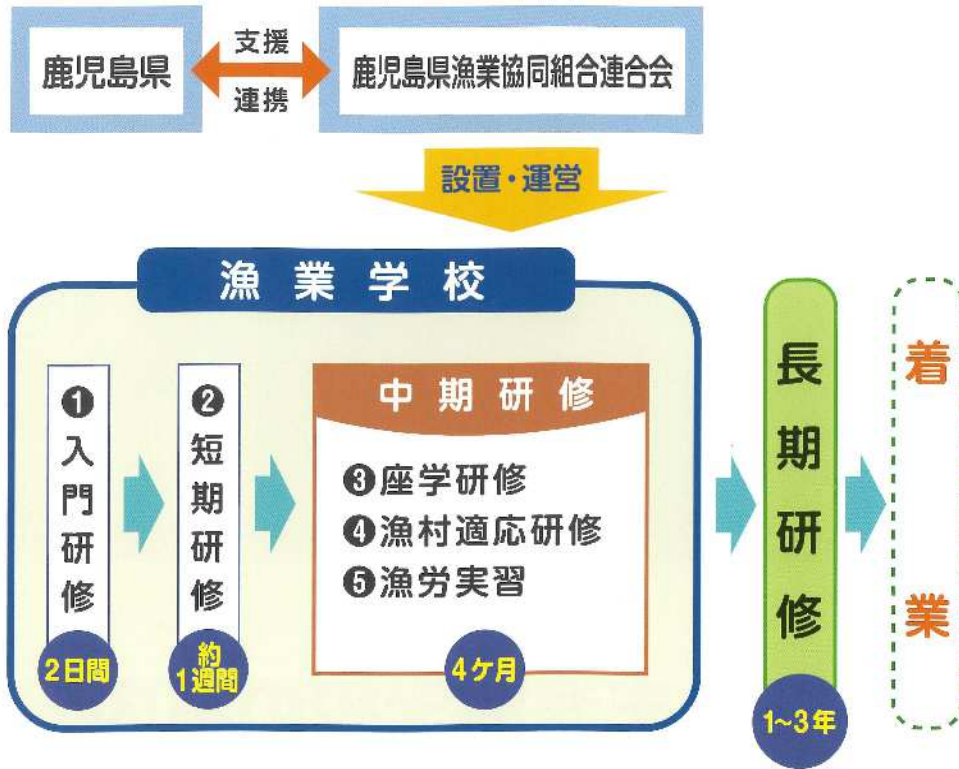 鹿児島県
支援
連携
鹿児島県漁業協同組合連合会
設置・運営
漁業学校
❶入門研修
2日間
❷短期研修
約
1週間
中期研修
❸座学研修
❹漁村適応研修
❺漁労実習
4ケ月
長期研修
1~3年
着業